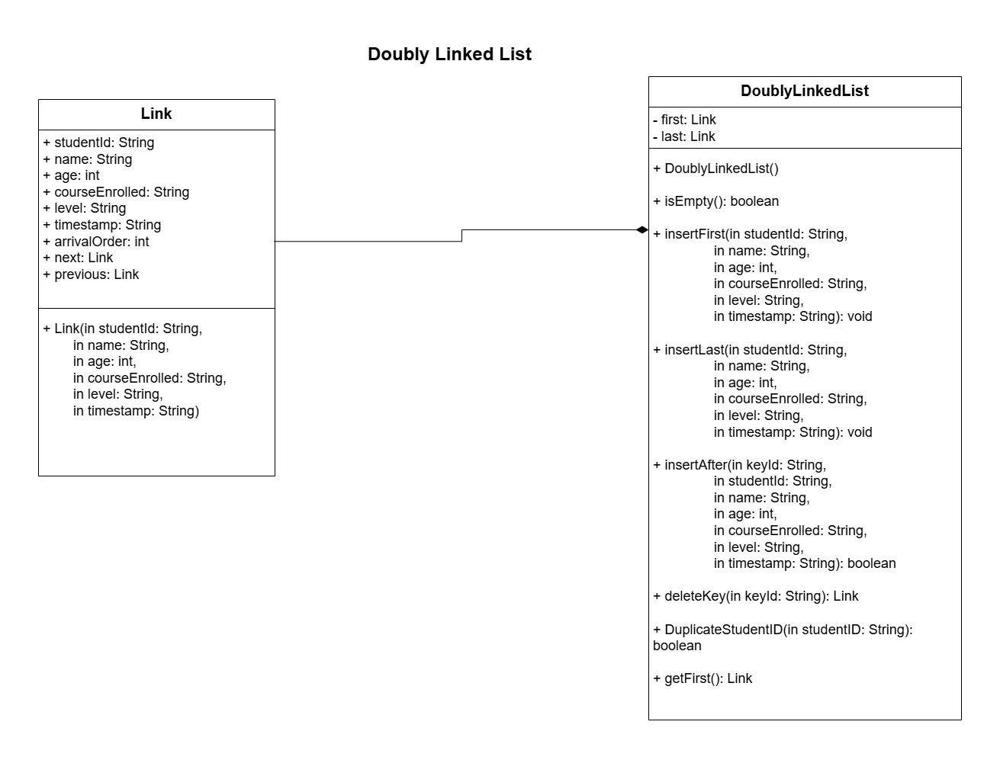 Doubly Linked List
Link
+ studentId: String
+ name: String
+ age: int
+ courseEnrolled: String
+ level: String
+ timestamp: String
+ arrivalOrder: int
+ next: Link
+ previous: Link
+ Link(in studentId: String,
in name: String,
in age: int,
in courseEnrolled: String,
in level: String,
in timestamp: String)
DoublyLinkedList
- first: Link
- last: Link
+ DoublyLinkedList()
+ isEmpty(): boolean
+ insertFirst(in studentId: String,
in name: String,
in age: int,
in courseEnrolled: String,
in level: String,
in timestamp: String): void
+ insertLast(in studentId: String,
in name: String,
in age: int,
in courseEnrolled: String,
in level: String,
in timestamp: String): void
+ insertAfter(in keyId: String,
in studentId: String,
in name: String,
in age: int,
in courseEnrolled: String,
in level: String,
in timestamp: String): boolean
+ deleteKey(in keyId: String): Link
+ DuplicateStudentID(in studentID: String):
boolean
+ getFirst(): Link